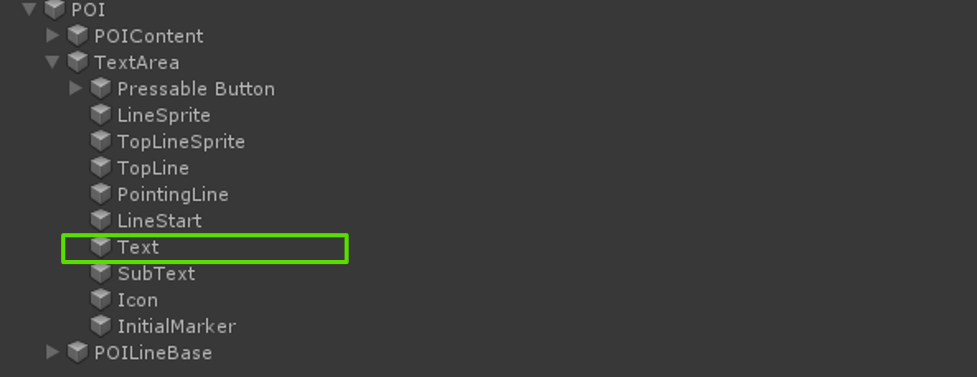 POI
POIContent
TextArea
Pressable Button
LineSprite
TopLineSprite
TopLine
PointingLine
LineStart
Text
SubText
Icon
InitialMarker
POILineBase